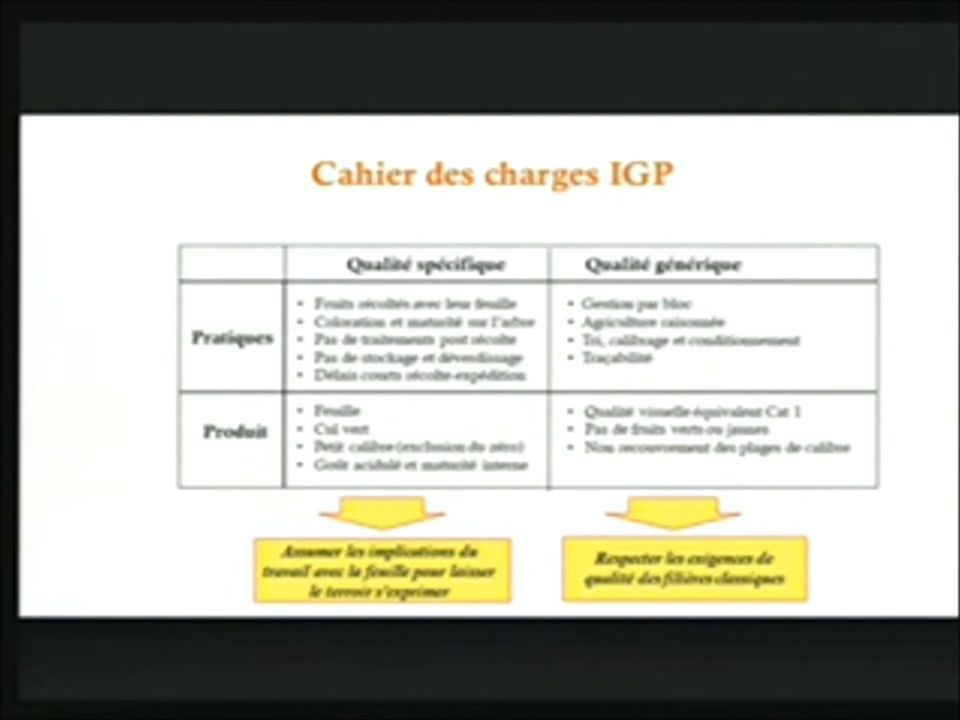 Cahier des charges IGP
Qualité spécifique
Qualité générique
Pratiques
• Fruits récoltés avec leur feuille
• Coloration et maturité sur l'arbre
• Pas de traitements post récolte
• Pas de stockage et déverdissage
• Délais courts récolte-expédition
• Gestion par bloc
• Agriculture raisonnée
• Tri, calibrage et conditionnement
• Traçabilité
Produit
• Feuille
• Cul vert
• Petit calibre (exclusion du zéro)
• Goût acidulé et maturité interne
• Qualité visuelle équivalent Cat 1
• Pas de fruits verts ou jaunes
• Non recouvrement des plages de calibre
Assumer les implications du
travail avec la feuille pour laisser
le terroir s'exprimer
Respecter les exigences de
qualité des filières classiques